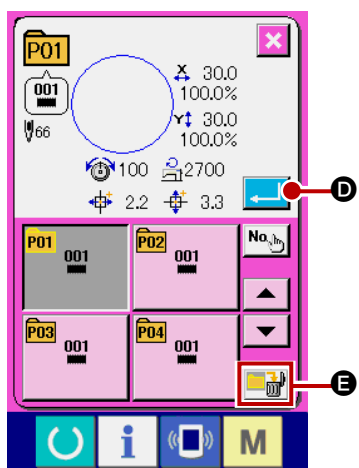 P01
001
66
X 30.0
100.0%
Y 30.0
100.0%
100 2700
2.2 3.3
D
P01 001
P02 001
No.
P03 001
P04 001
E
i M